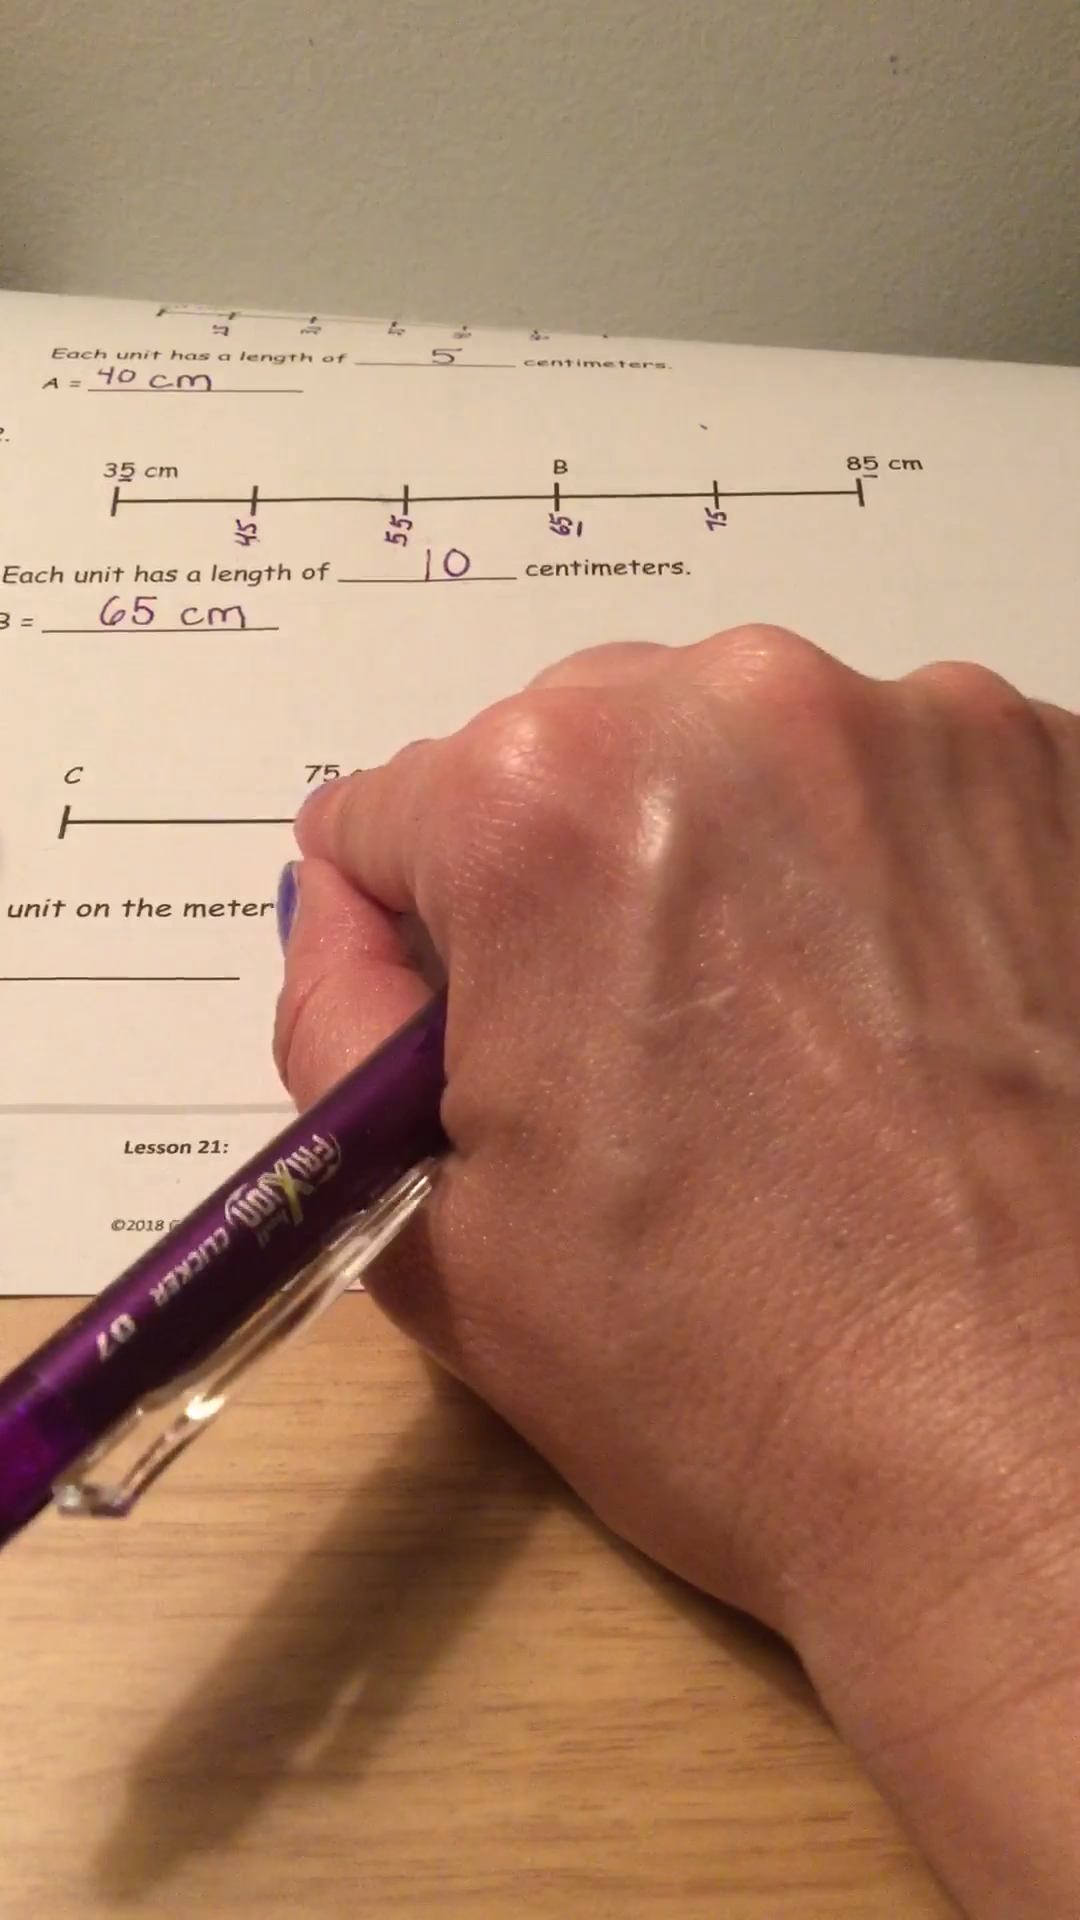 Each unit has a length of 5 centimeters.
A = 40 cm
35 cm B 85 cm
45 55 65 75
Each unit has a length of 10 centimeters.
B = 65 cm
C 75
unit on the meter
Lesson 21:
©2018
FRIXION CLICKER 07